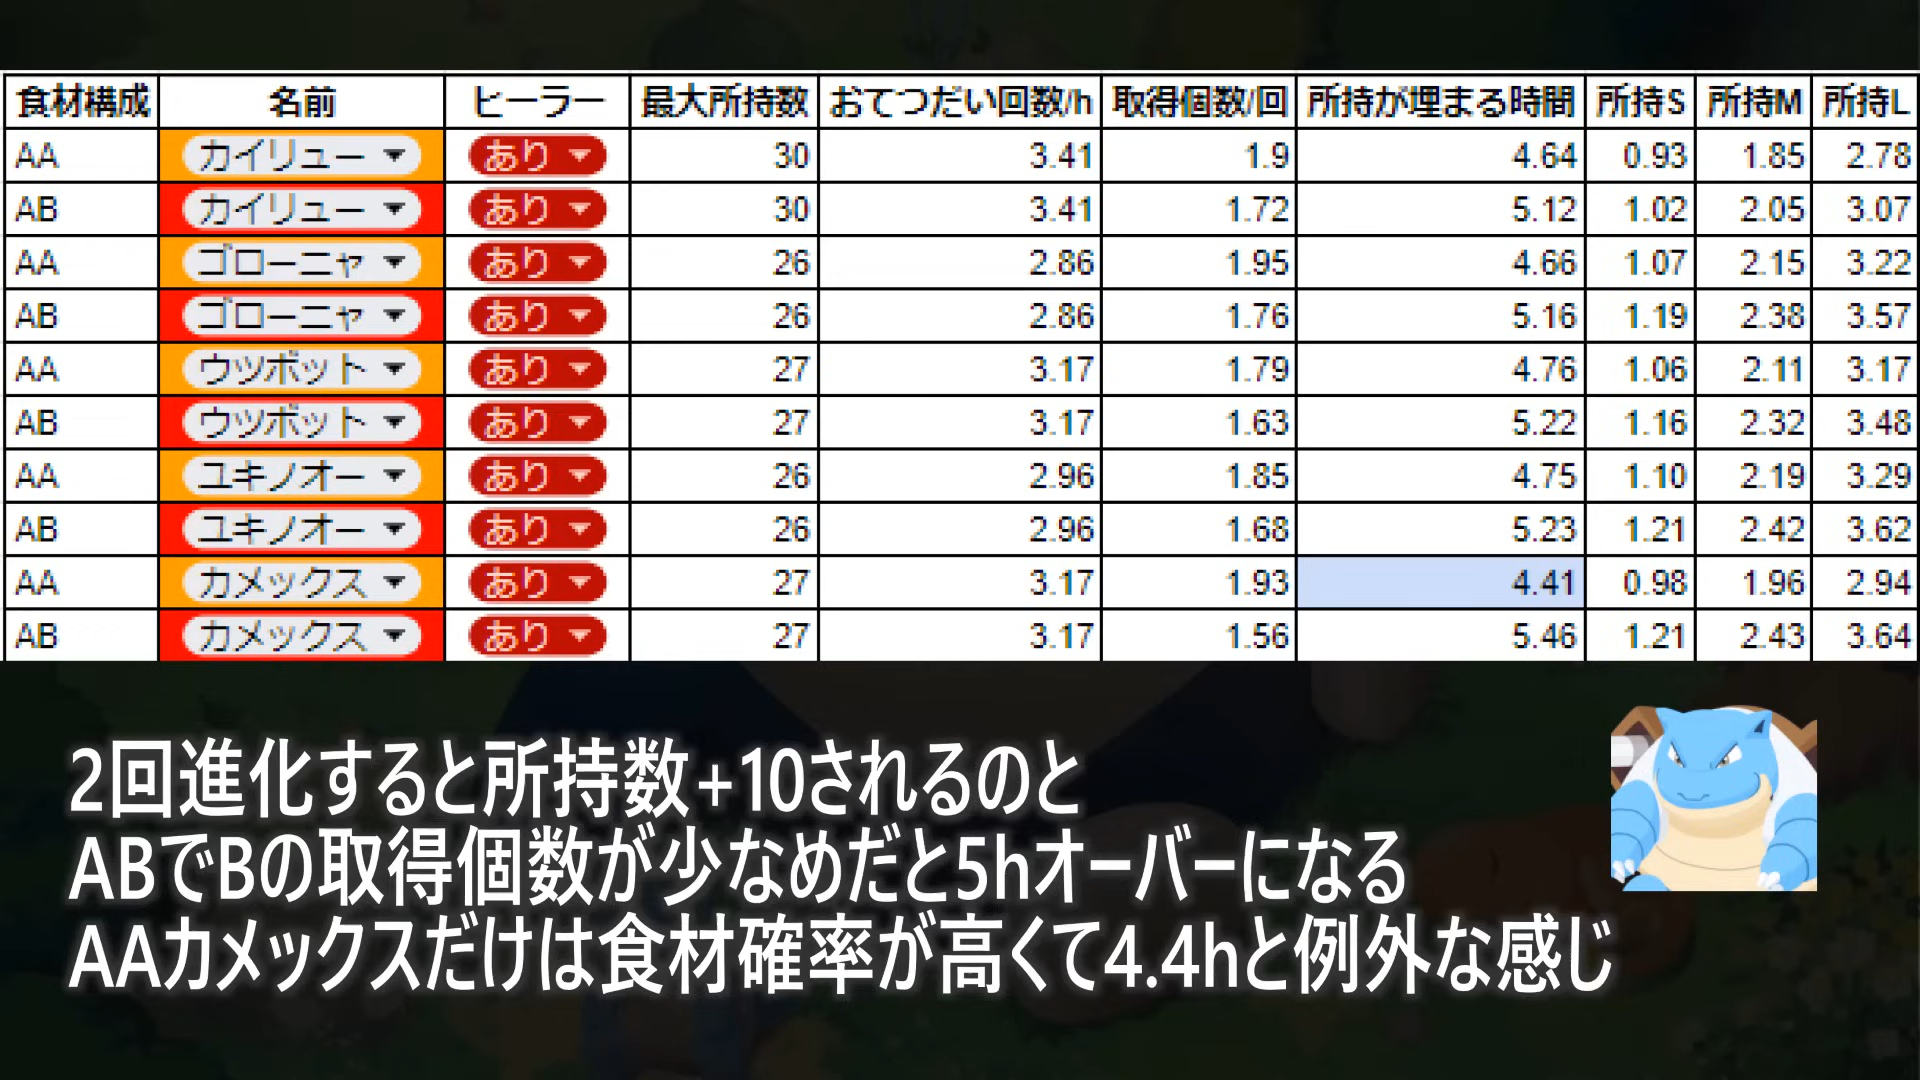 食材構成 名前 ヒーラー 最大所持数 おてつだい回数/h 取得個数/回 所持が埋まる時間 所持S 所持M 所持L
AA カイリュー あり 30 3.41 1.9 4.64 0.93 1.85 2.78
AB カイリュー あり 30 3.41 1.72 5.12 1.02 2.05 3.07
AA ゴローニャ あり 26 2.86 1.95 4.66 1.07 2.15 3.22
AB ゴローニャ あり 26 2.86 1.76 5.16 1.19 2.38 3.57
AA ウツボット あり 27 3.17 1.79 4.76 1.06 2.11 3.17
AB ウツボット あり 27 3.17 1.63 5.22 1.16 2.32 3.48
AA ユキノオー あり 26 2.96 1.85 4.75 1.10 2.19 3.29
AB ユキノオー あり 26 2.96 1.68 5.23 1.21 2.42 3.62
AA カメックス あり 27 3.17 1.93 4.41 0.98 1.96 2.94
AB カメックス あり 27 3.17 1.56 5.46 1.21 2.43 3.64
2回進化すると所持数+10されるのと
ABでBの取得個数が少なめだと5hオーバーになる
AAカメックスだけは食材確率が高くて4.4hと例外な感じ